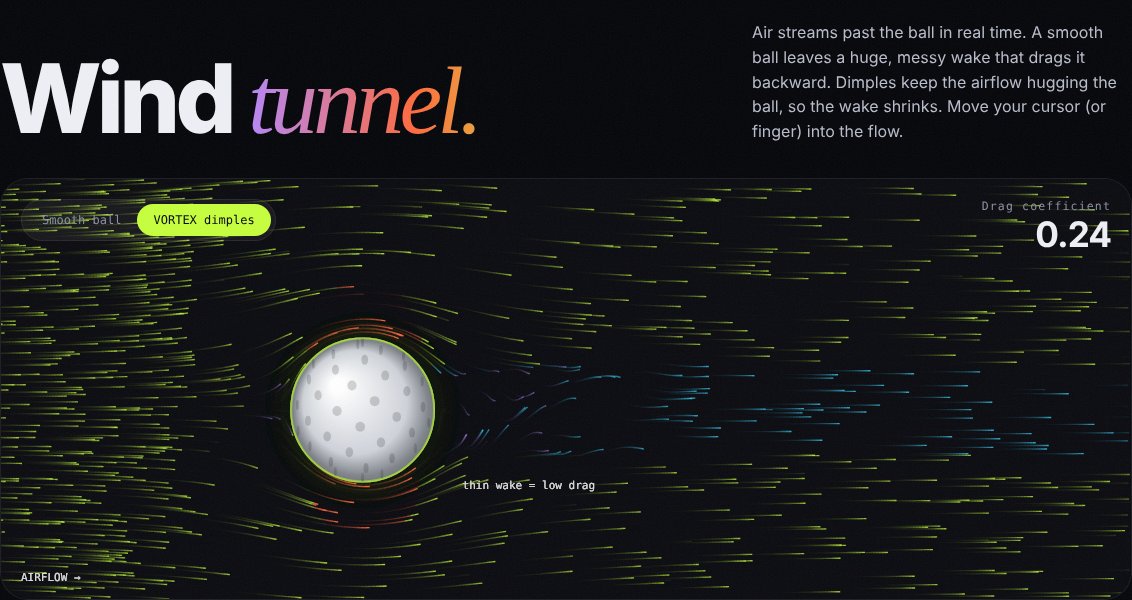 Wind tunnel.
Air streams past the ball in real time. A smooth
ball leaves a huge, messy wake that drags it
backward. Dimples keep the airflow hugging the
ball, so the wake shrinks. Move your cursor (or
finger) into the flow.
Smooth ball
VORTEX dimples
Drag coefficient
0.24
thin wake = low drag
AIRFLOW →